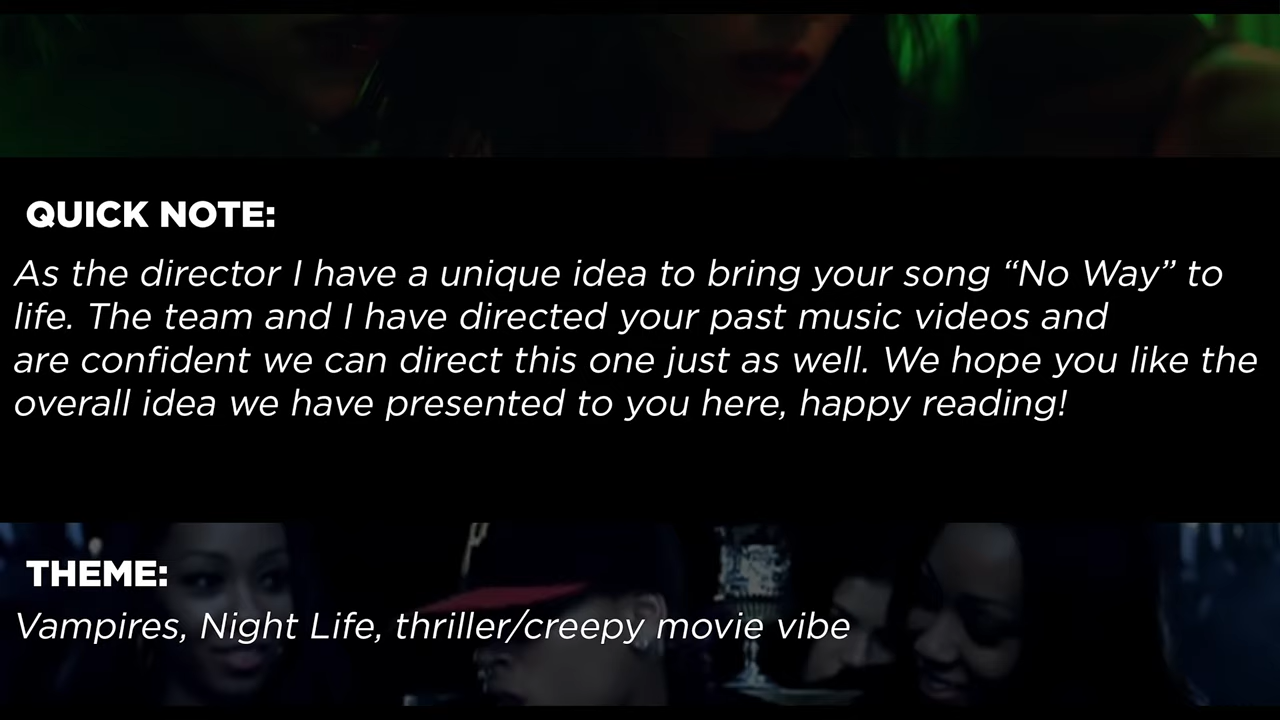 QUICK NOTE:
As the director I have a unique idea to bring your song “No Way” to
life. The team and I have directed your past music videos and
are confident we can direct this one just as well. We hope you like the
overall idea we have presented to you here, happy reading!
THEME:
Vampires, Night Life, thriller/creepy movie vibe